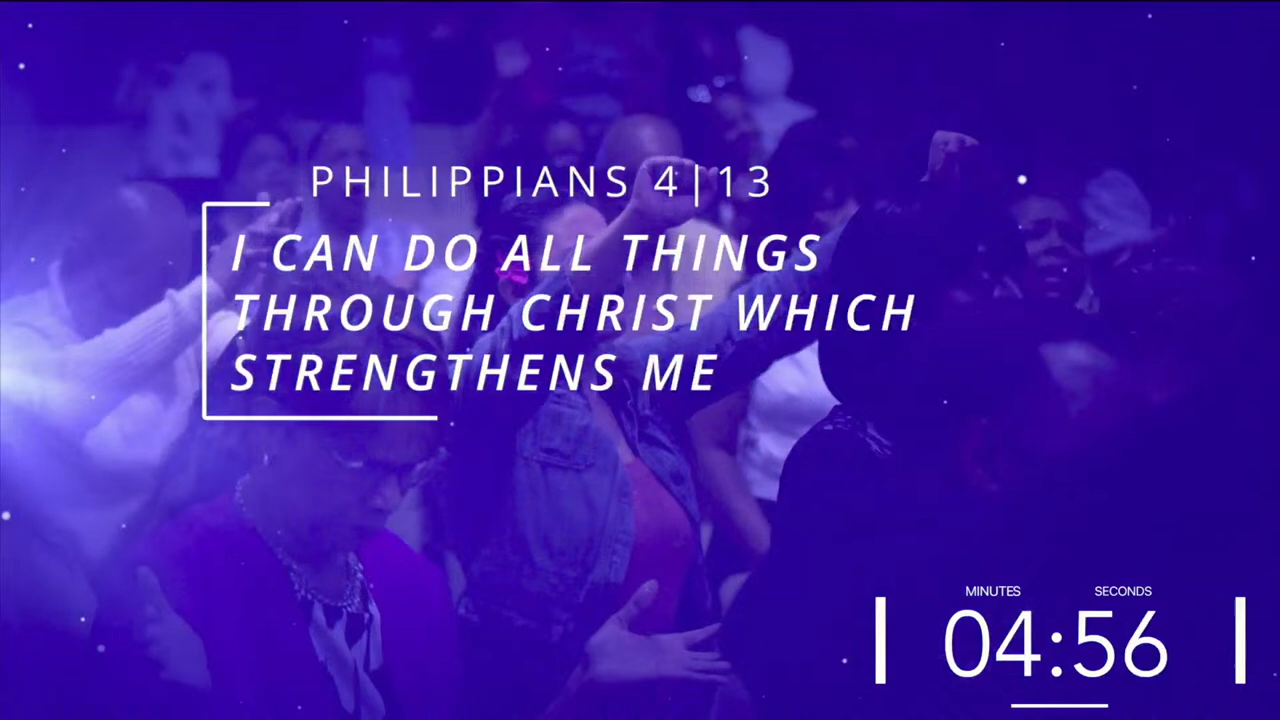 PHILIPPIANS 4|13
I CAN DO ALL THINGS
THROUGH CHRIST WHICH
STRENGTHENS ME
MINUTES SECONDS
04:56